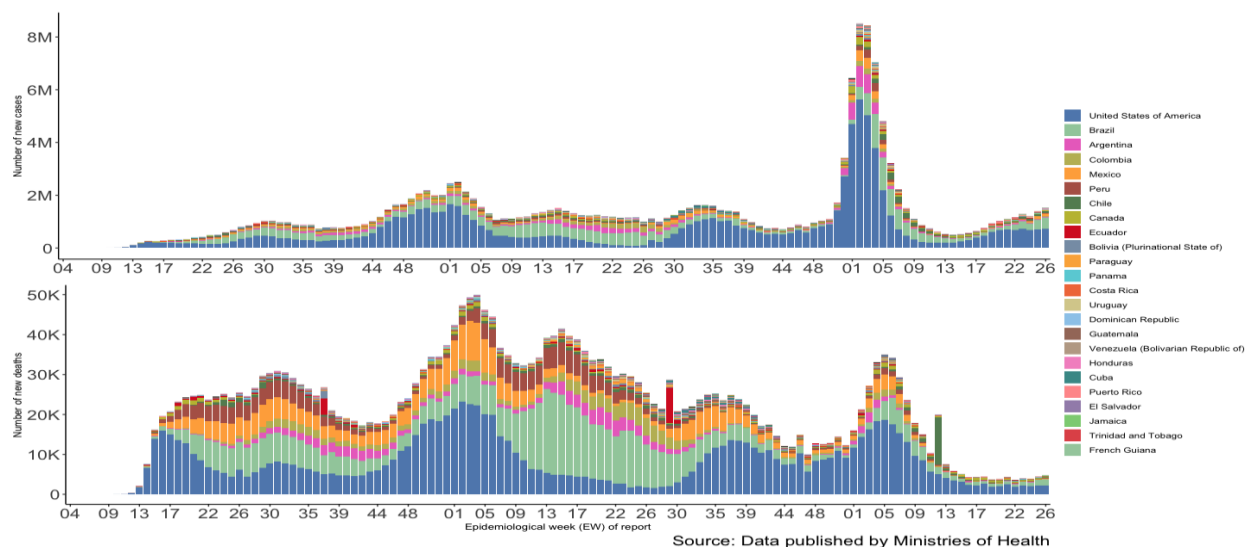 8M
6M
4M
2M
0
Number of new cases
04 09 13 17 22 26 30 35 39 44 48 01 05 09 13 17 22 26 30 35 39 44 48 01 05 09 13 17 22 26
50K
40K
30K
20K
10K
0
Number of new deaths
04 09 13 17 22 26 30 35 39 44 48 01 05 09 13 17 22 26 30 35 39 44 48 01 05 09 13 17 22 26
Epidemiological week (EW) of report
United States of America
Brazil
Argentina
Colombia
Mexico
Peru
Chile
Canada
Ecuador
Bolivia (Plurinational State of)
Paraguay
Panama
Costa Rica
Uruguay
Dominican Republic
Guatemala
Venezuela (Bolivarian Republic of)
Honduras
Cuba
Puerto Rico
El Salvador
Jamaica
Trinidad and Tobago
French Guiana
Source: Data published by Ministries of Health